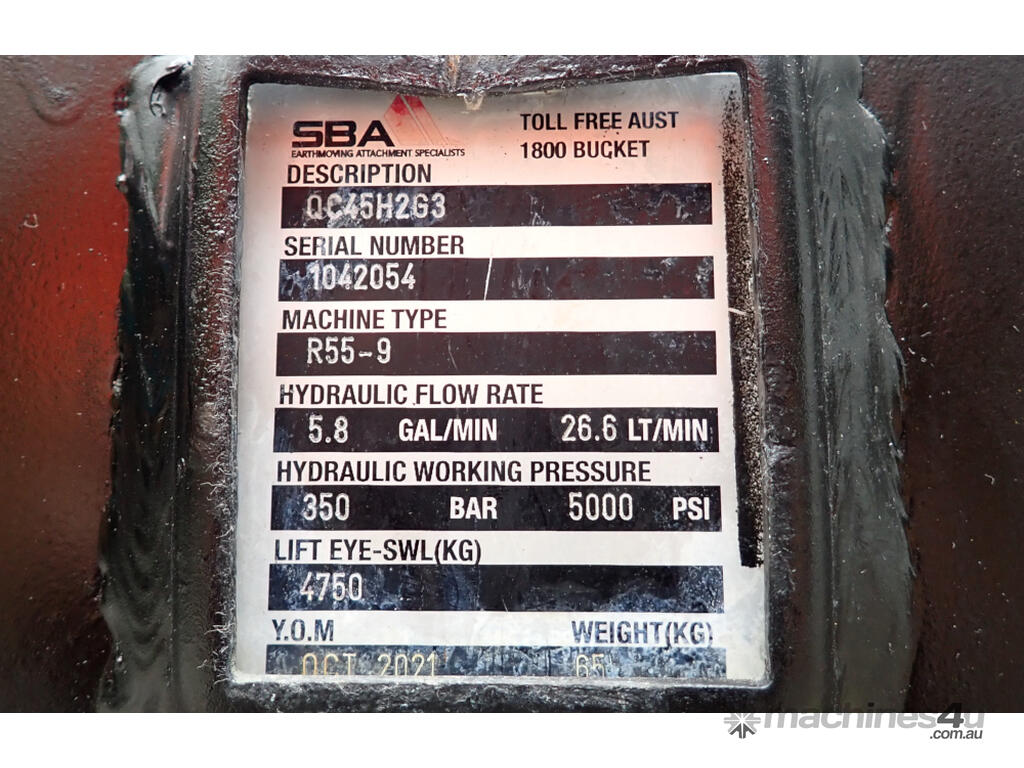 SBA
EARTHMOVING ATTACHMENT SPECIALISTS
TOLL FREE AUST
1800 BUCKET
DESCRIPTION
QC45H2G3
SERIAL NUMBER
1042054
MACHINE TYPE
R55-9
HYDRAULIC FLOW RATE
5.8 GAL/MIN 26.6 LT/MIN
HYDRAULIC WORKING PRESSURE
350 BAR 5000 PSI
LIFT EYE-SWL(KG)
4750
Y.O.M WEIGHT(KG)
OCT 2021
machines4u
.com.au